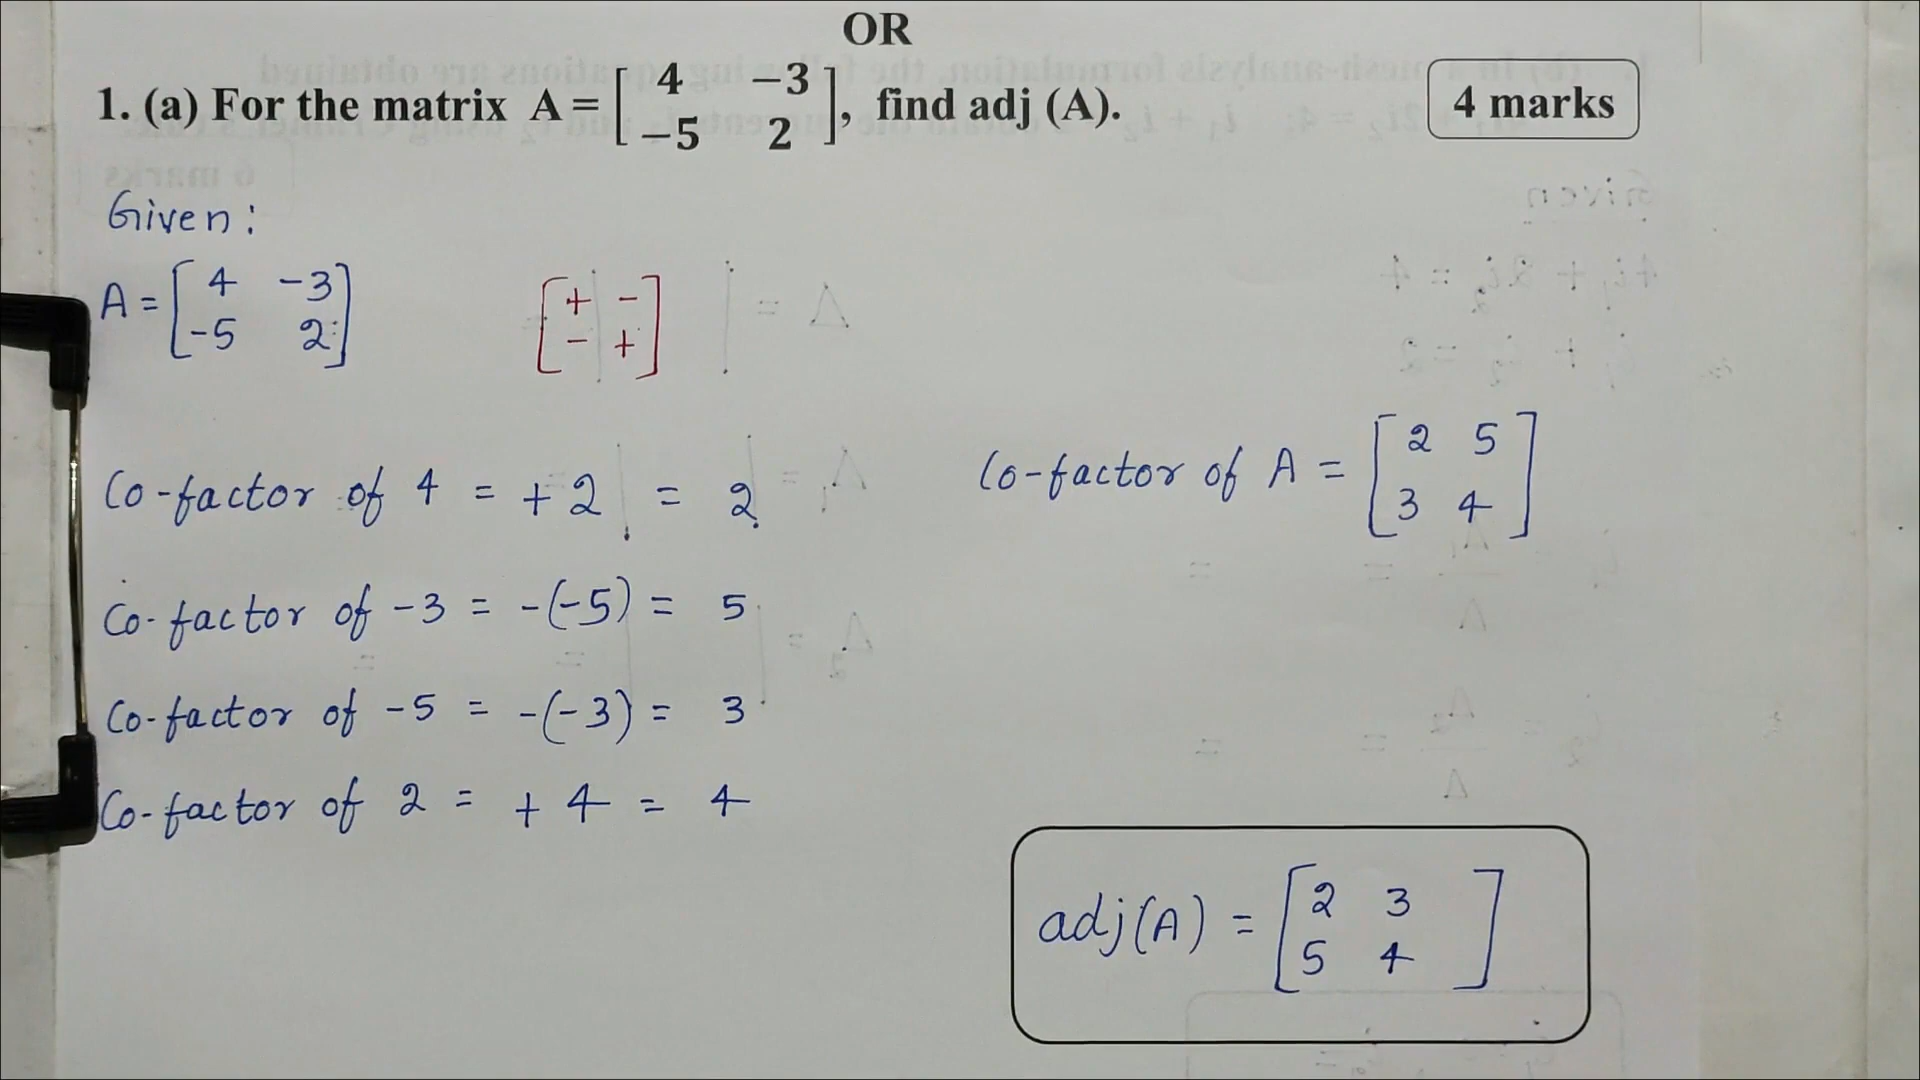 OR
1. (a) For the matrix A = [ 4 −3 ], find adj (A). 4 marks
−5 2
Given:
A = [ 4 -3 ]
-5 2
[ + - ]
- +
Co-factor of 4 = +2 = 2
Co-factor of -3 = -(-5) = 5
Co-factor of -5 = -(-3) = 3
Co-factor of 2 = +4 = 4
Co-factor of A = [ 2 5 ]
3 4
adj(A) = [ 2 3 ]
5 4